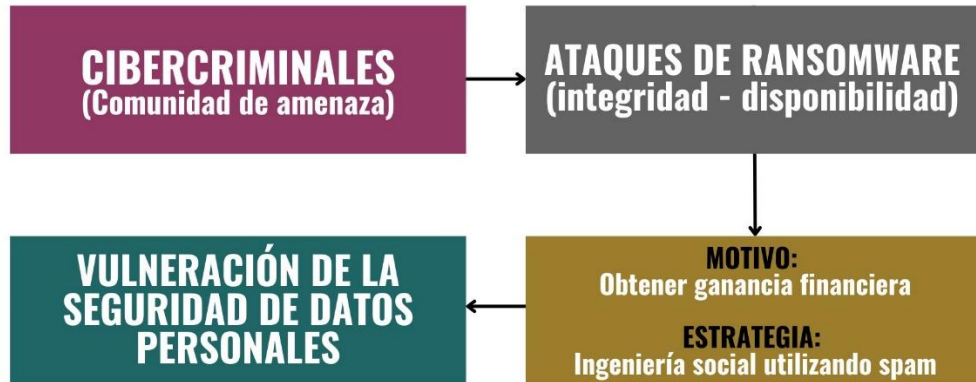 CIBERCRIMINALES
(Comunidad de amenaza)
ATAQUES DE RANSOMWARE
(integridad - disponibilidad)
MOTIVO:
Obtener ganancia financiera
ESTRATEGIA:
Ingeniería social utilizando spam
VULNERACIÓN DE LA
SEGURIDAD DE DATOS
PERSONALES